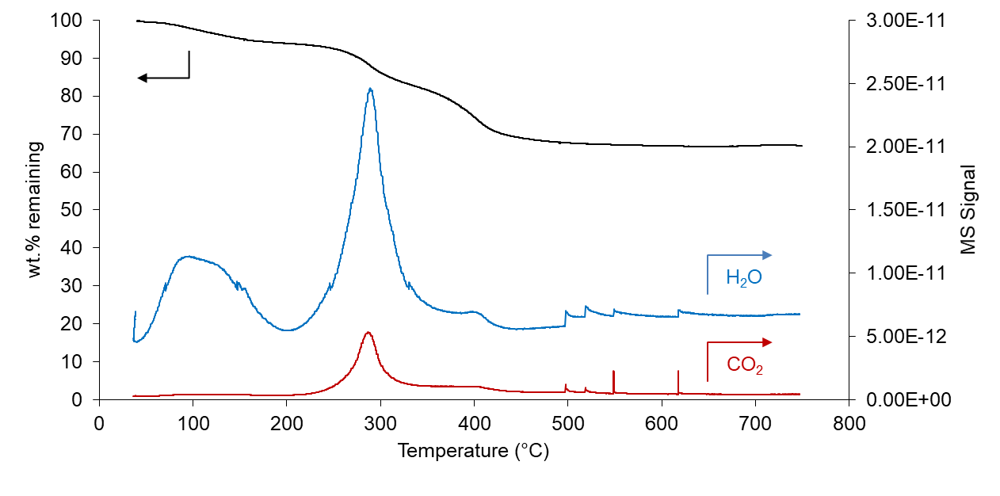 100
90
80
70
60
50
40
30
20
10
0
wt.% remaining
3.00E-11
2.50E-11
2.00E-11
1.50E-11
1.00E-11
5.00E-12
0.00E+00
MS Signal
H₂O
CO₂
0 100 200 300 400 500 600 700 800
Temperature (°C)